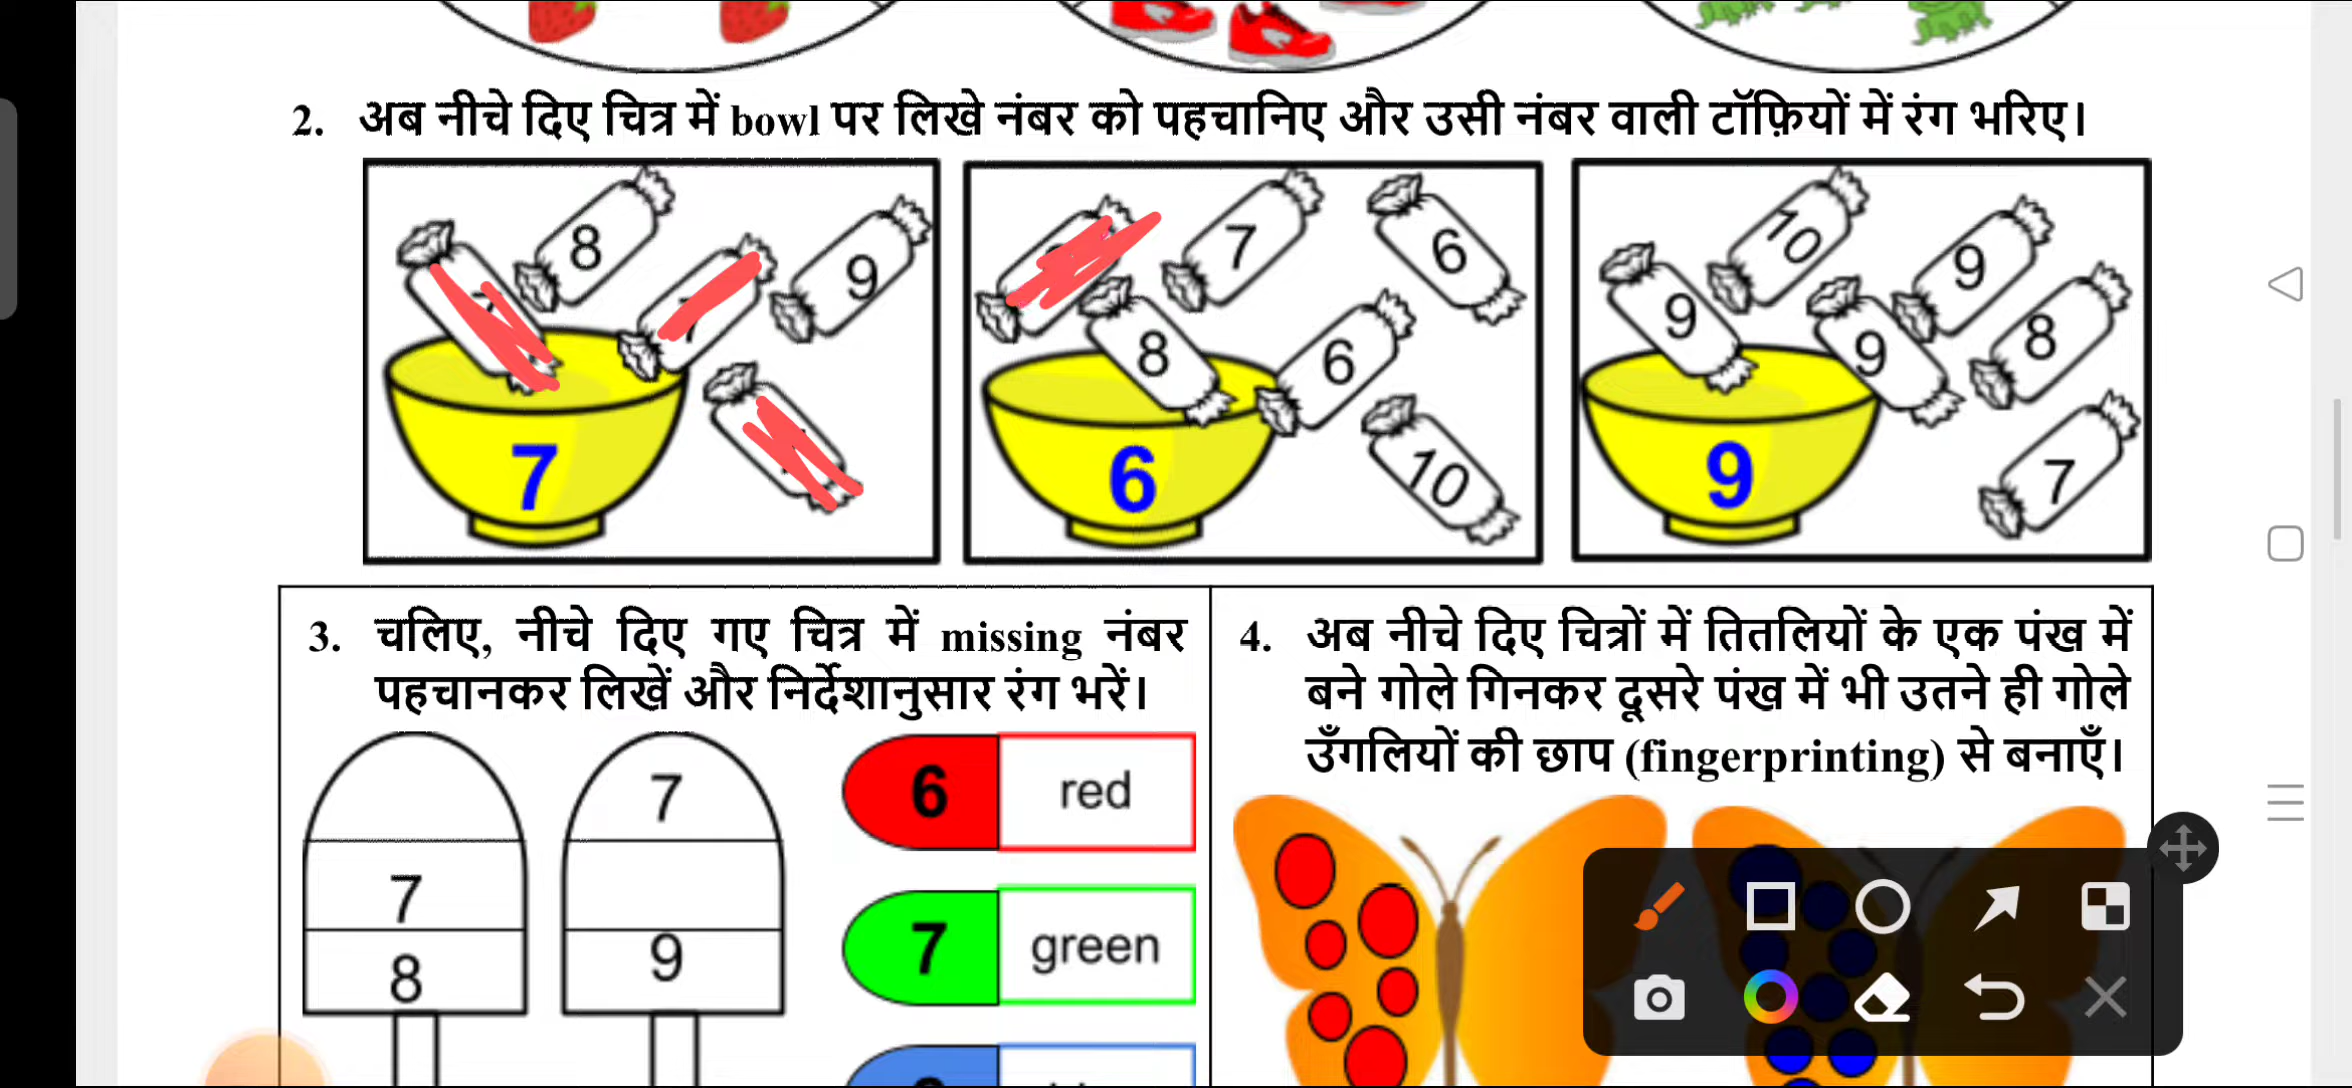 2. अब नीचे दिए चित्र में bowl पर लिखे नंबर को पहचानिए और उसी नंबर वाली टॉफ़ियों में रंग भरिए।
8
9
7
7
6
8
6
10
6
10
9
9
9
8
7
9
3. चलिए, नीचे दिए गए चित्र में missing नंबर
पहचानकर लिखें और निर्देशानुसार रंग भरें।
7
8
7
9
6 red
7 green
4. अब नीचे दिए चित्रों में तितलियों के एक पंख में
बने गोले गिनकर दूसरे पंख में भी उतने ही गोले
उँगलियों की छाप (fingerprinting) से बनाएँ।